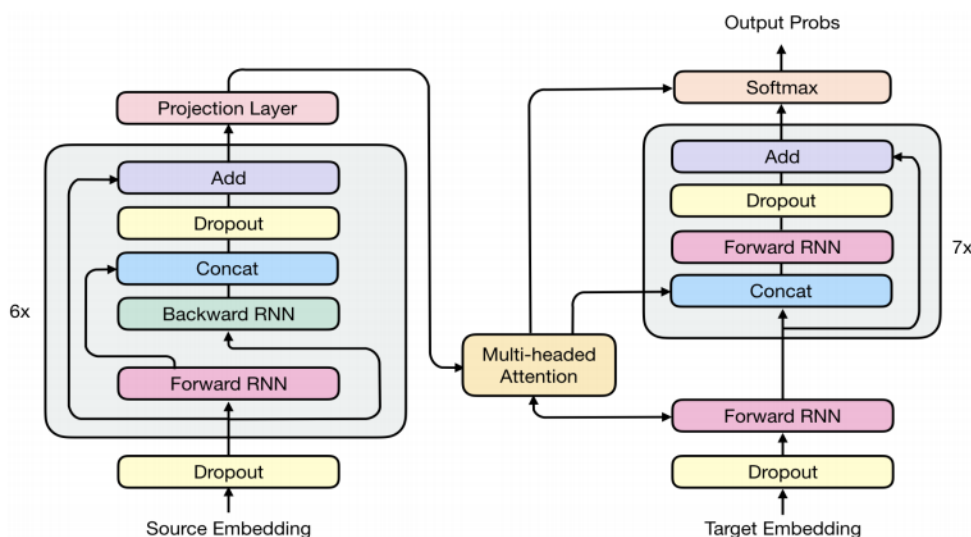 Output Probs
Softmax
Projection Layer
Add
Dropout
Concat
Backward RNN
Forward RNN
6x
Dropout
Source Embedding
Multi-headed
Attention
Add
Dropout
Forward RNN
Concat
7x
Forward RNN
Dropout
Target Embedding